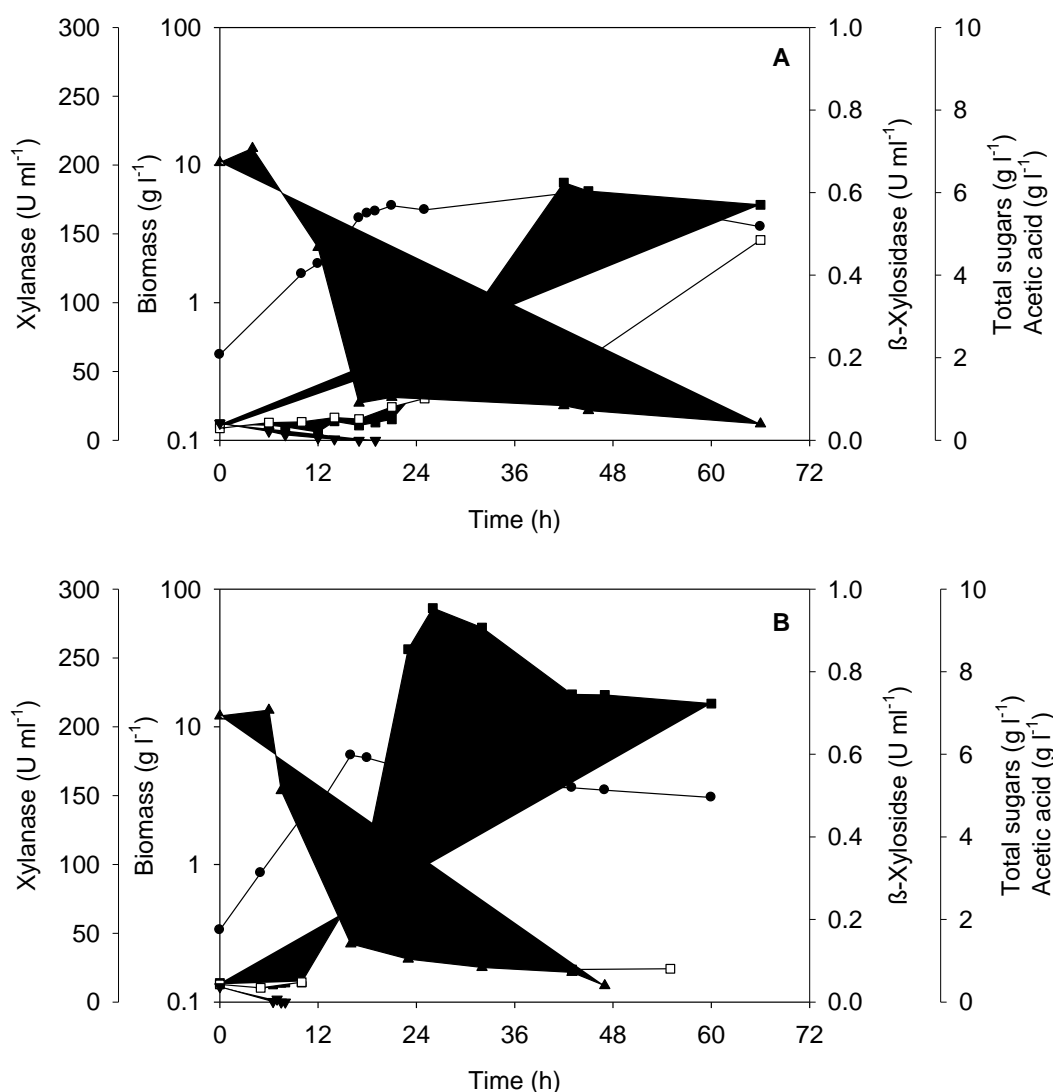 A
300 250 200 150 100 50 0
Xylanase (U ml⁻¹)
100 10 1 0.1
Biomass (g l⁻¹)
1.0 0.8 0.6 0.4 0.2 0.0
ß-Xylosidase (U ml⁻¹)
10 8 6 4 2 0
Total sugars (g l⁻¹)
Acetic acid (g l⁻¹)
0 12 24 36 48 60 72
Time (h)
B
300 250 200 150 100 50 0
Xylanase (U ml⁻¹)
100 10 1 0.1
Biomass (g l⁻¹)
1.0 0.8 0.6 0.4 0.2 0.0
ß-Xylosidse (U ml⁻¹)
10 8 6 4 2 0
Total sugars (g l⁻¹)
Acetic acid (g l⁻¹)
0 12 24 36 48 60 72
Time (h)